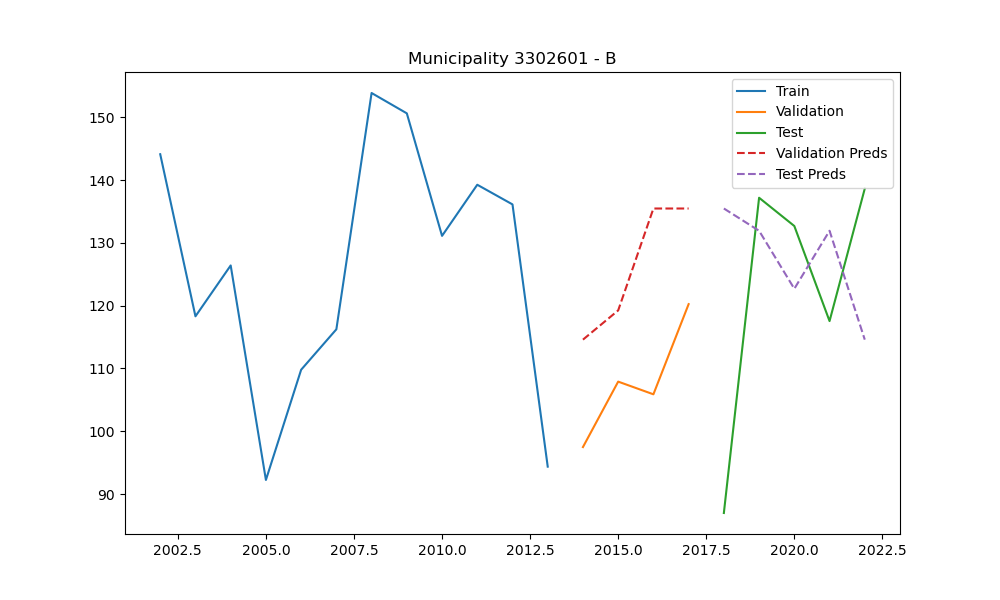 Municipality 3302601 - B
Train
Validation
Test
Validation Preds
Test Preds
150
140
130
120
110
100
90
2002.5 2005.0 2007.5 2010.0 2012.5 2015.0 2017.5 2020.0 2022.5